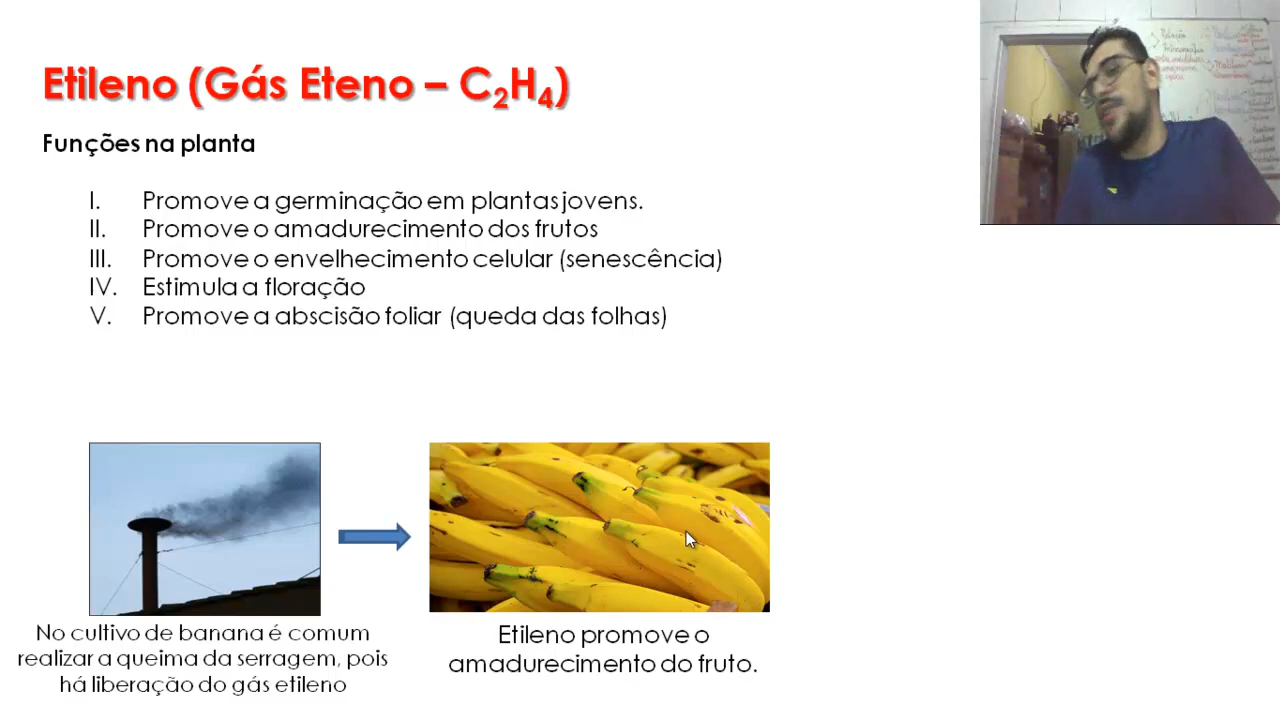 Etileno (Gás Eteno – C₂H₄)
Funções na planta
I. Promove a germinação em plantas jovens.
II. Promove o amadurecimento dos frutos
III. Promove o envelhecimento celular (senescência)
IV. Estimula a floração
V. Promove a abscisão foliar (queda das folhas)
No cultivo de banana é comum
realizar a queima da serragem, pois
há liberação do gás etileno
Etileno promove o
amadurecimento do fruto.